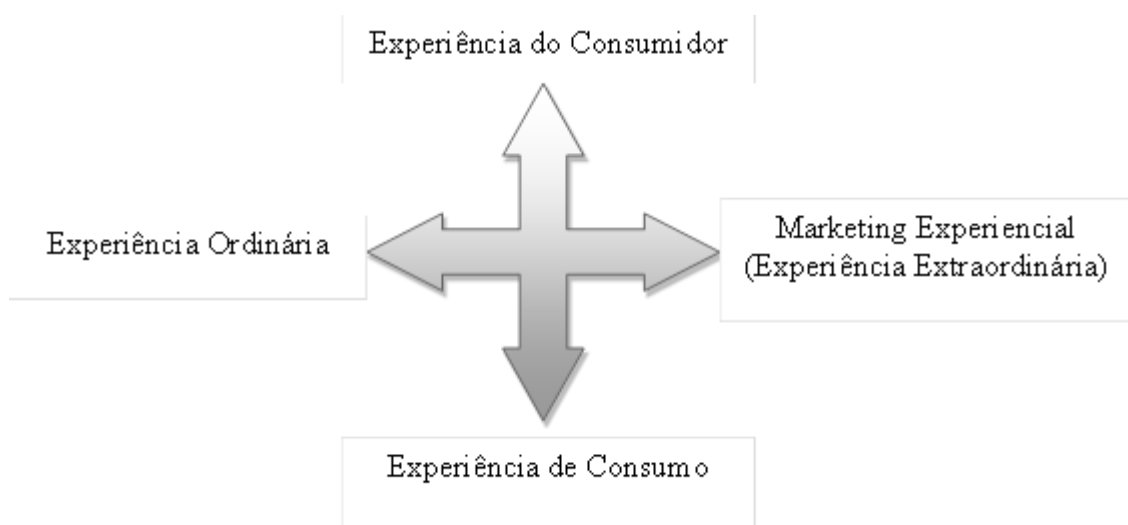 Experiência do Consumidor
Experiência Ordinária
Marketing Experiencial
(Experiência Extraordinária)
Experiência de Consumo